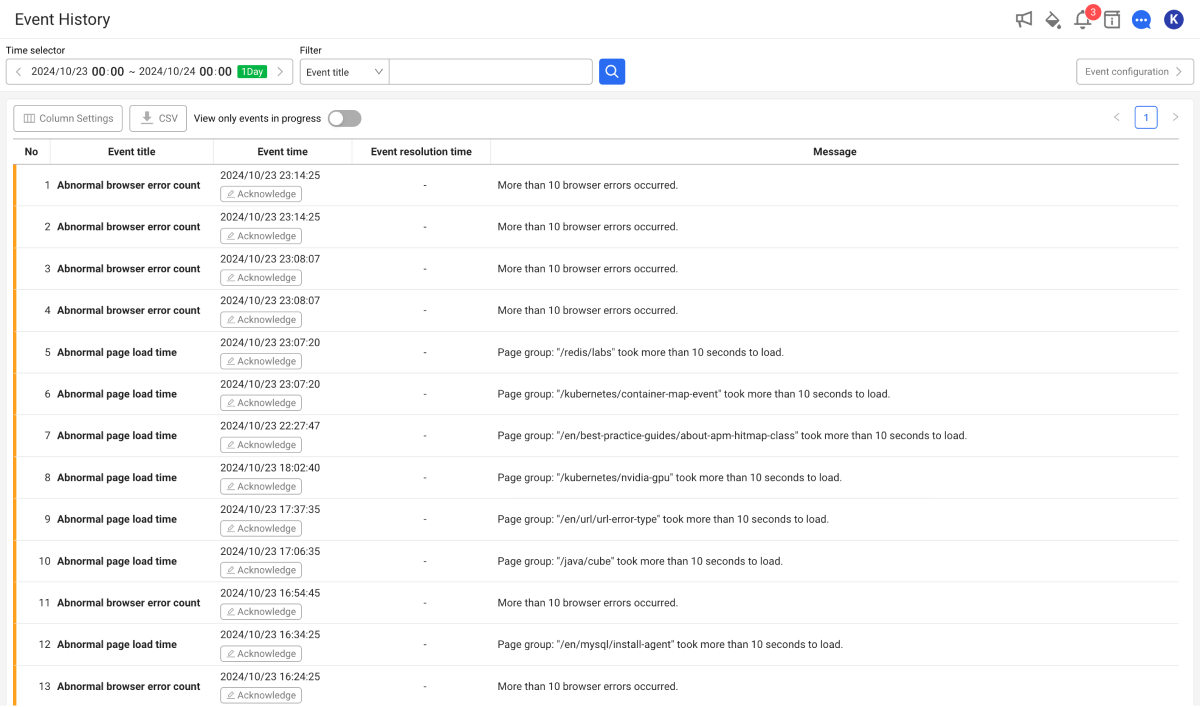 Event History
3
K
Time selector
Filter
2024/10/23 00:00 ~ 2024/10/24 00:00 1Day
Event title
Event configuration
Column Settings
CSV
View only events in progress
1
No Event title Event time Event resolution time Message
1 Abnormal browser error count 2024/10/23 23:14:25 - More than 10 browser errors occurred.
Acknowledge
2 Abnormal browser error count 2024/10/23 23:14:25 - More than 10 browser errors occurred.
Acknowledge
3 Abnormal browser error count 2024/10/23 23:08:07 - More than 10 browser errors occurred.
Acknowledge
4 Abnormal browser error count 2024/10/23 23:08:07 - More than 10 browser errors occurred.
Acknowledge
5 Abnormal page load time 2024/10/23 23:07:20 - Page group: "/redis/labs" took more than 10 seconds to load.
Acknowledge
6 Abnormal page load time 2024/10/23 23:07:20 - Page group: "/kubernetes/container-map-event" took more than 10 seconds to load.
Acknowledge
7 Abnormal page load time 2024/10/23 22:27:47 - Page group: "/en/best-practice-guides/about-apm-hitmap-class" took more than 10 seconds to load.
Acknowledge
8 Abnormal page load time 2024/10/23 18:02:40 - Page group: "/kubernetes/nvidia-gpu" took more than 10 seconds to load.
Acknowledge
9 Abnormal page load time 2024/10/23 17:37:35 - Page group: "/en/url/url-error-type" took more than 10 seconds to load.
Acknowledge
10 Abnormal page load time 2024/10/23 17:06:35 - Page group: "/java/cube" took more than 10 seconds to load.
Acknowledge
11 Abnormal browser error count 2024/10/23 16:54:45 - More than 10 browser errors occurred.
Acknowledge
12 Abnormal page load time 2024/10/23 16:34:25 - Page group: "/en/mysql/install-agent" took more than 10 seconds to load.
Acknowledge
13 Abnormal browser error count 2024/10/23 16:24:25 - More than 10 browser errors occurred.
Acknowledge